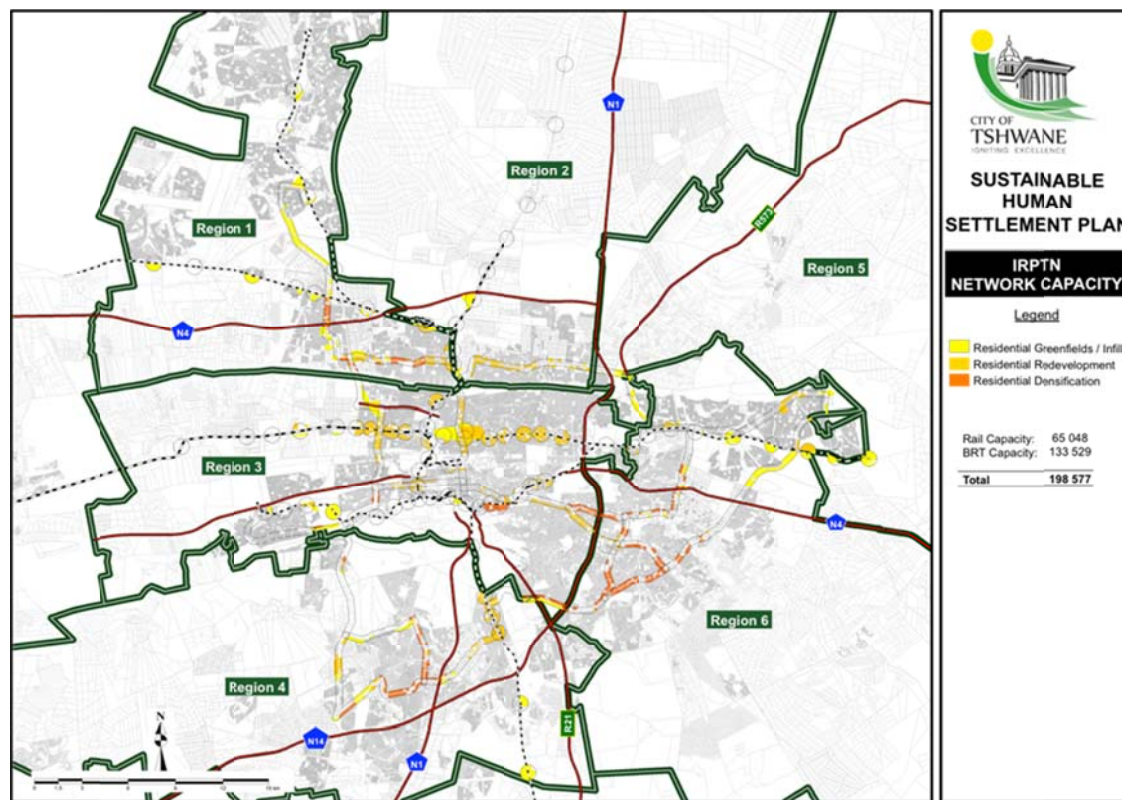 N1
Region 2
R573
Region 1
Region 5
N4
Region 3
N4
Region 6
Region 4
R21
N14
N1
N
CITY OF
TSHWANE
IGNITING EXCELLENCE
SUSTAINABLE
HUMAN
SETTLEMENT PLAN
IRPTN
NETWORK CAPACITY
Legend
Residential Greenfields / Infill
Residential Redevelopment
Residential Densification
Rail Capacity: 65 048
BRT Capacity: 133 529
Total 198 577